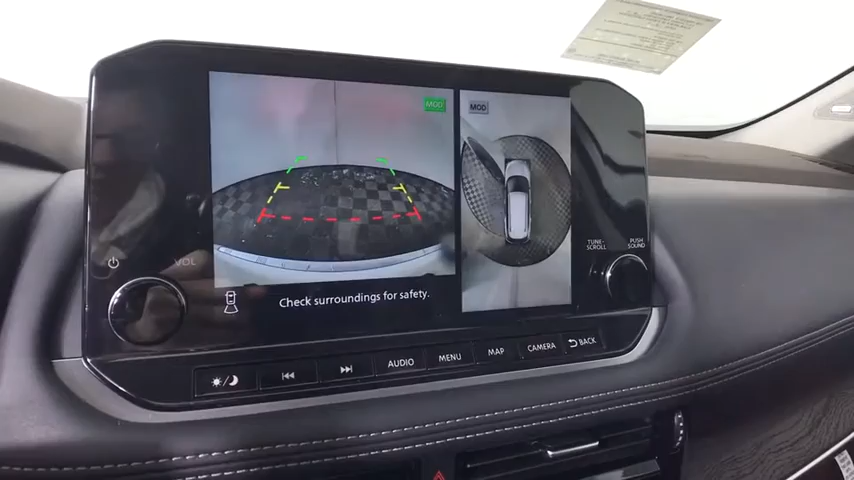 MOD
MOD
TUNE-
SCROLL
PUSH
SOUND
VOL
Check surroundings for safety.
AUDIO
MENU
MAP
CAMERA
BACK